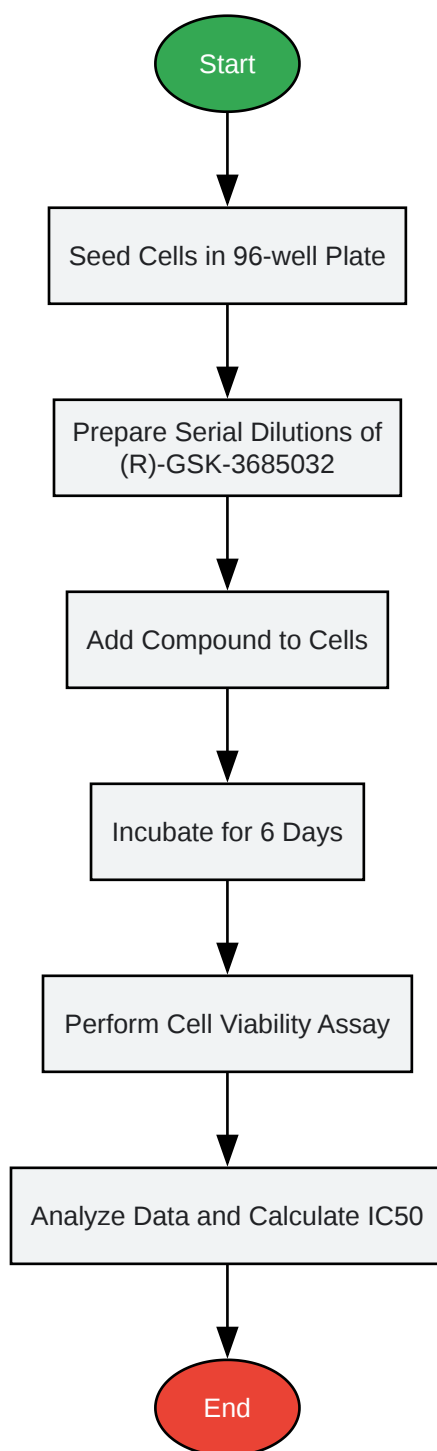 Start
Seed Cells in 96-well Plate
Prepare Serial Dilutions of
(R)-GSK-3685032
Add Compound to Cells
Incubate for 6 Days
Perform Cell Viability Assay
Analyze Data and Calculate IC50
End